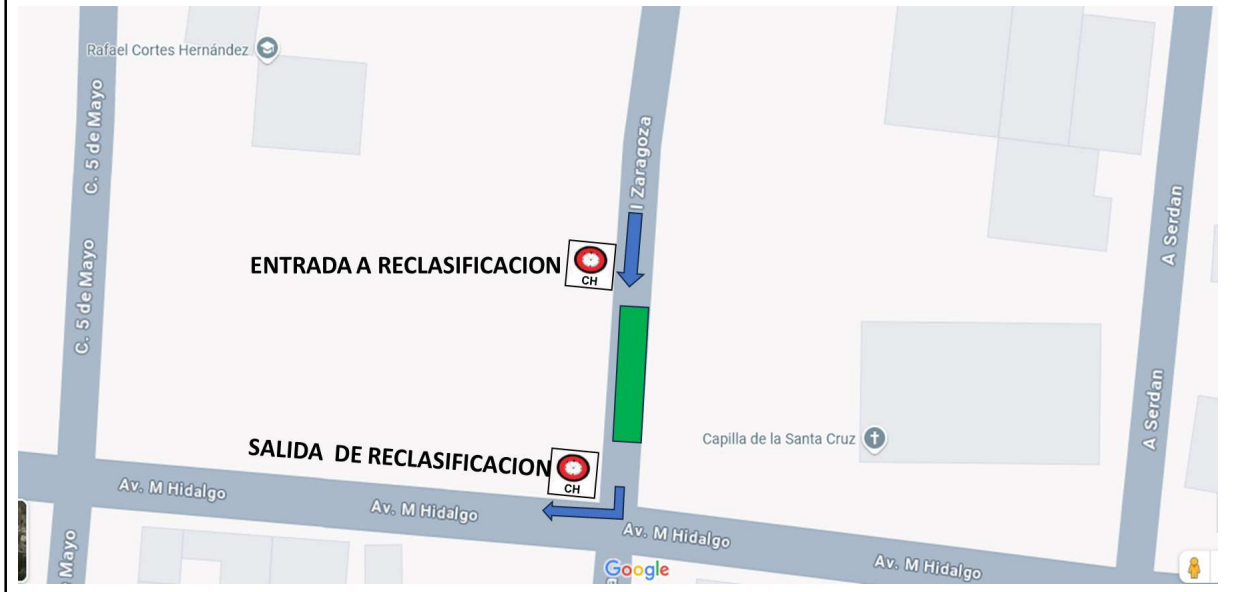 Rafael Cortes Hernández
C. 5 de Mayo
I Zaragoza
A Serdan
ENTRADA A RECLASIFICACION
CH
C. 5 de Mayo
A Serdan
Capilla de la Santa Cruz
SALIDA DE RECLASIFICACION
CH
Av. M Hidalgo
Av. M Hidalgo
Av. M Hidalgo
Av. M Hidalgo
Mayo
Google